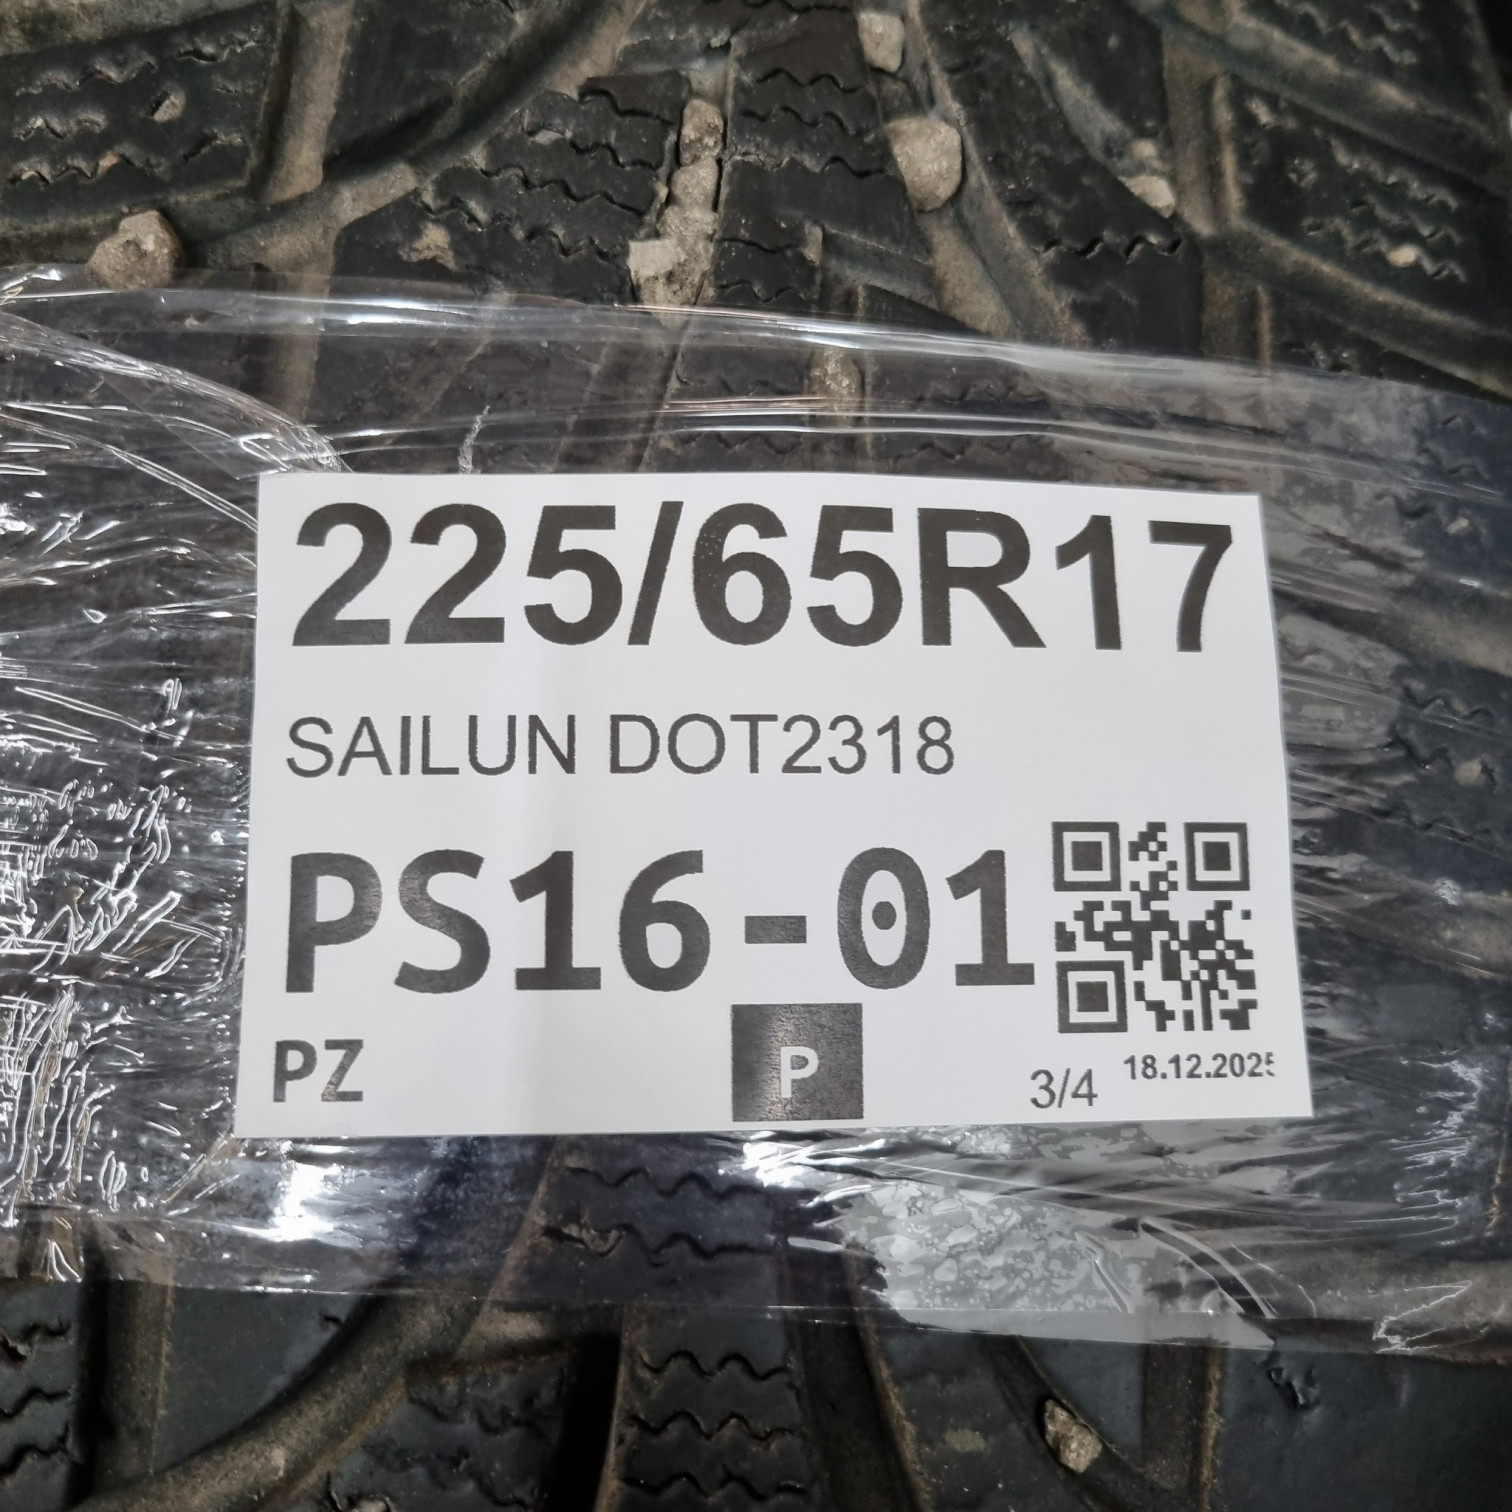 225/65R17
SAILUN DOT2318
PS16-01
PZ
P
3/4
18.12.2025